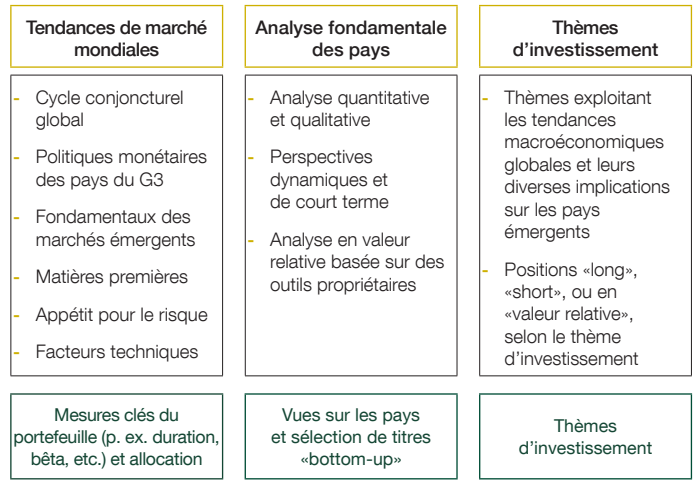 Tendances de marché
mondiales
- Cycle conjoncturel
global
- Politiques monétaires
des pays du G3
- Fondamentaux des
marchés émergents
- Matières premières
- Appétit pour le risque
- Facteurs techniques
Mesures clés du
portefeuille (p. ex. duration,
bêta, etc.) et allocation
Analyse fondamentale
des pays
- Analyse quantitative
et qualitative
- Perspectives
dynamiques et
de court terme
- Analyse en valeur
relative basée sur des
outils propriétaires
Vues sur les pays
et sélection de titres
«bottom-up»
Thèmes
d’investissement
- Thèmes exploitant
les tendances
macroéconomiques
globales et leurs
diverses implications
sur les pays
émergents
- Positions «long»,
«short», ou en
«valeur relative»,
selon le thème
d’investissement
Thèmes
d’investissement